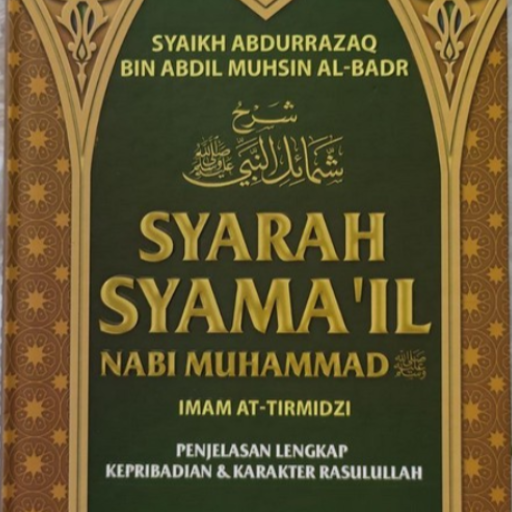 SYAIKH ABDURRAZAQ
BIN ABDIL MUHSIN AL-BADR
شرح
شمائل النبي ﷺ
SYARAH
SYAMA'IL
NABI MUHAMMAD ﷺ
IMAM AT-TIRMIDZI
PENJELASAN LENGKAP
KEPRIBADIAN & KARAKTER RASULULLAH